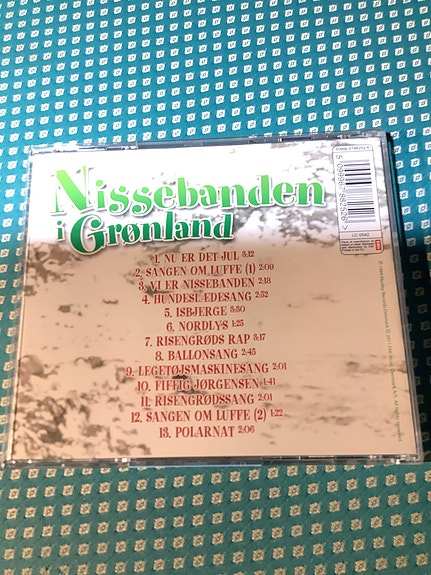 Nissebanden
i Grønland
1. NU ER DET JUL 3:12
2. SANGEN OM LUFFE (1) 2:09
3. VI ER NISSEBANDEN 2:18
4. HUNDESLÆDESANG 2:52
5. ISBJERGE 3:30
6. NORDLYS 1:25
7. RISENGRØDS RAP 3:17
8. BALLONSANG 2:45
9. LEGETØJSMASKINESANG 2:01
10. FIFFIG JØRGENSEN 1:41
11. RISENGRØDSSANG 2:01
12. SANGEN OM LUFFE (2) 1:22
13. POLARNAT 2:06
LC 0542